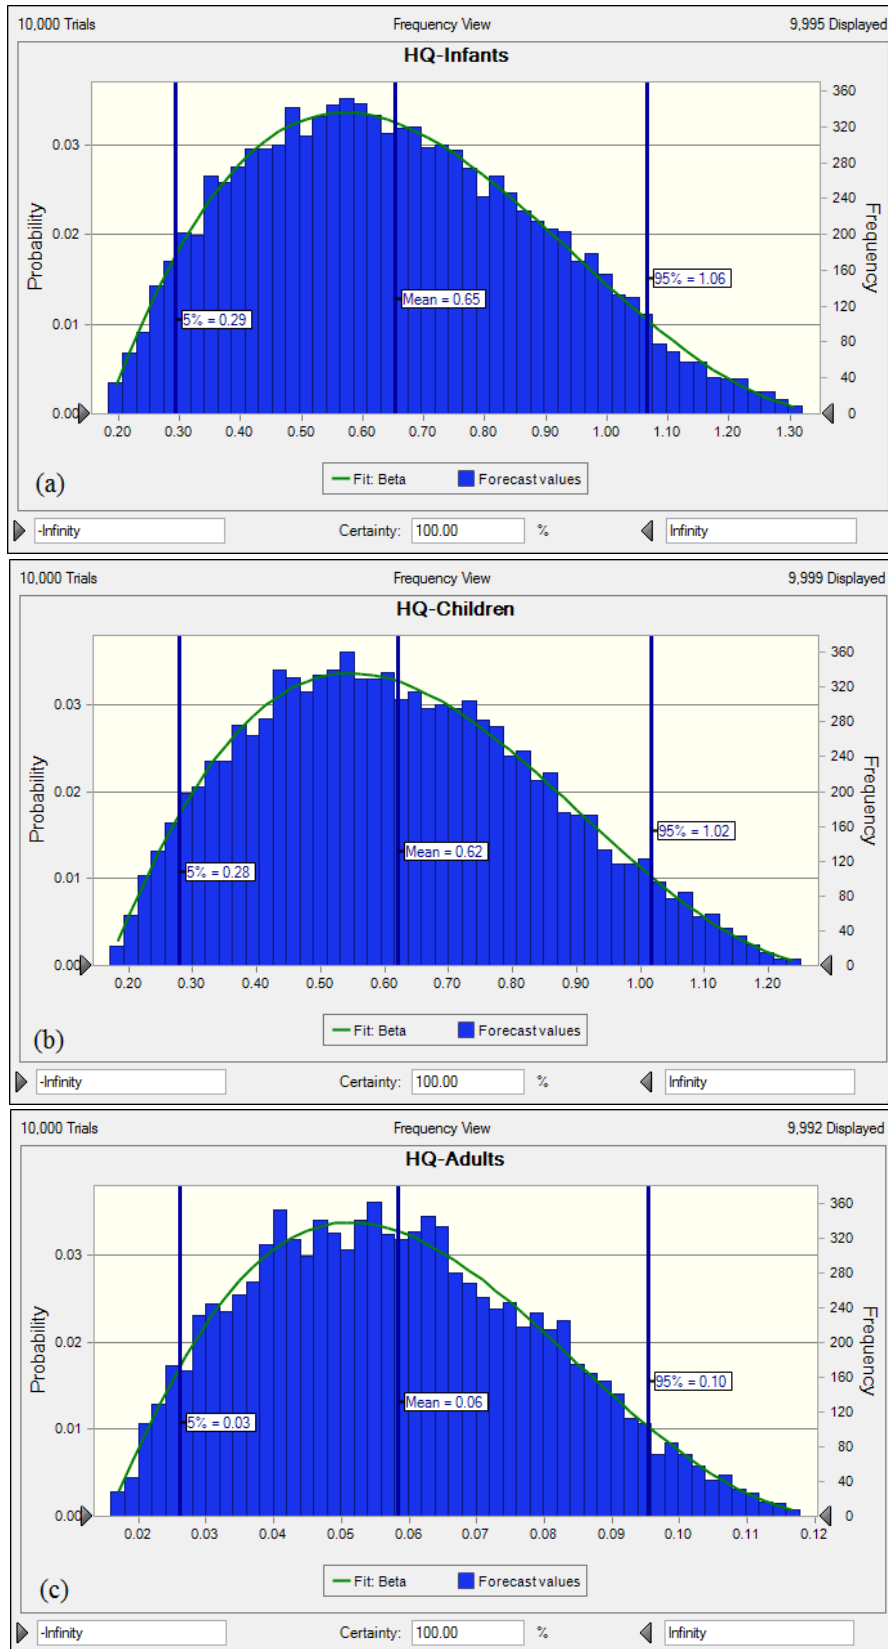 10,000 Trials Frequency View 9,995 Displayed
HQ-Infants
Probability
Frequency
0.03
0.02
0.01
0.00
360
320
280
240
200
160
120
80
40
0
5% = 0.29
Mean = 0.65
95% = 1.06
0.20 0.30 0.40 0.50 0.60 0.70 0.80 0.90 1.00 1.10 1.20 1.30
Fit: Beta Forecast values
(a)
-Infinity Certainty: 100.00 % Infinity
10,000 Trials Frequency View 9,999 Displayed
HQ-Children
Probability
Frequency
0.03
0.02
0.01
0.00
360
320
280
240
200
160
120
80
40
0
5% = 0.28
Mean = 0.62
95% = 1.02
0.20 0.30 0.40 0.50 0.60 0.70 0.80 0.90 1.00 1.10 1.20
Fit: Beta Forecast values
(b)
-Infinity Certainty: 100.00 % Infinity
10,000 Trials Frequency View 9,992 Displayed
HQ-Adults
Probability
Frequency
0.03
0.02
0.01
0.00
360
320
280
240
200
160
120
80
40
0
5% = 0.03
Mean = 0.06
95% = 0.10
0.02 0.03 0.04 0.05 0.06 0.07 0.08 0.09 0.10 0.11 0.12
Fit: Beta Forecast values
(c)
-Infinity Certainty: 100.00 % Infinity